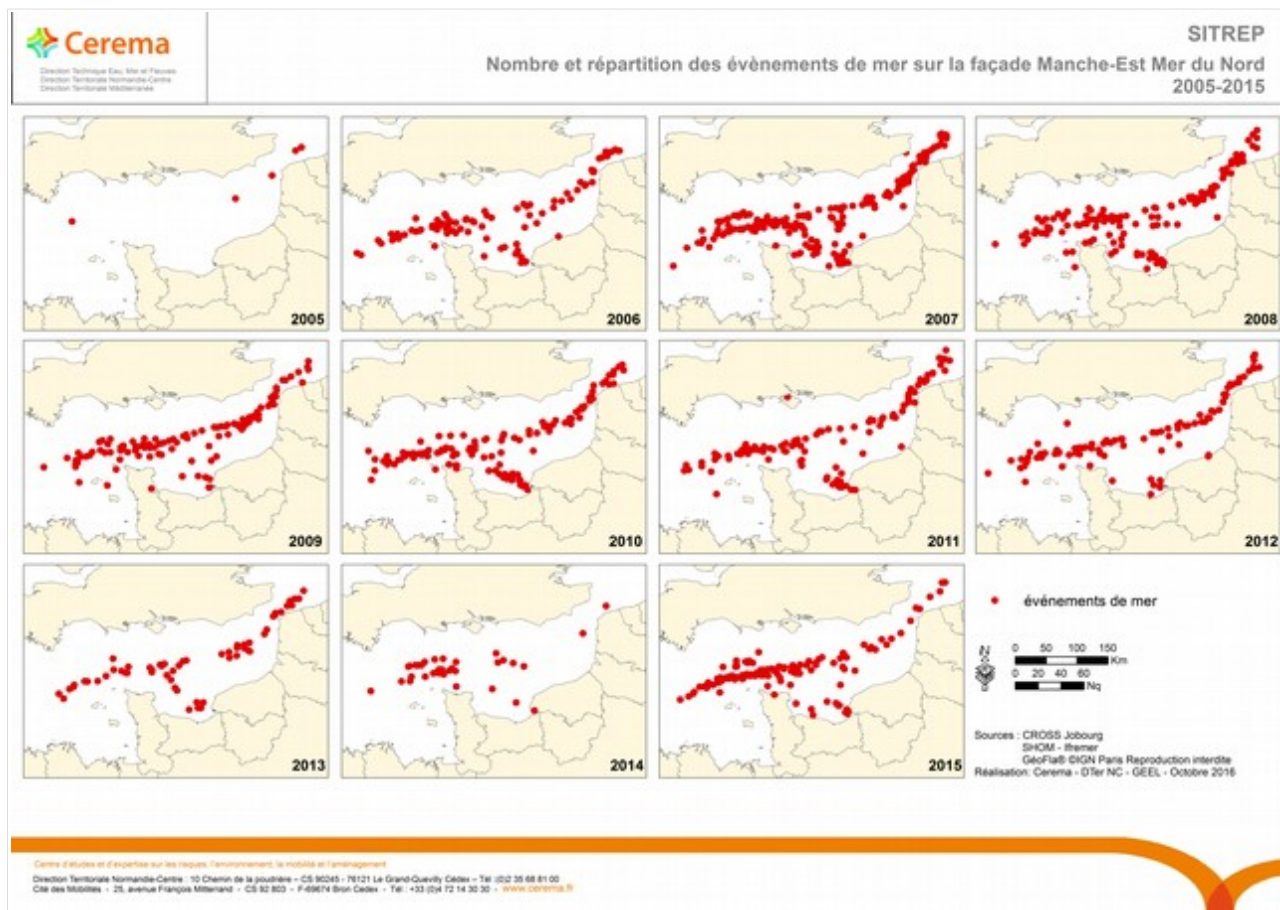 Cerema
Direction Technique Eau, Mer et Fleuves
Direction Territoriale Normandie-Centre
Direction Territoriale Méditerranée
SITREP
Nombre et répartition des évènements de mer sur la façade Manche-Est Mer du Nord
2005-2015
2005
2006
2007
2008
2009
2010
2011
2012
2013
2014
2015
événements de mer
N
S
0 50 100 150
Km
0 20 40 60
Nq
Sources : CROSS Jobourg
SHOM - Ifremer
GéoFla® ©IGN Paris Reproduction interdite
Réalisation: Cerema - DTer NC - GEEL - Octobre 2016
Centre d'études et d'expertise sur les risques, l'environnement, la mobilité et l'aménagement
Direction Territoriale Normandie-Centre : 10 Chemin de la poudrière – CS 90245 - 76121 Le Grand-Quevilly Cédex – Tél :(0)2 35 68 81 00
Cité des Mobilités - 25, avenue François Mitterrand - CS 92 803 - F-69674 Bron Cedex - Tél : +33 (0)4 72 14 30 30 - www.cerema.fr